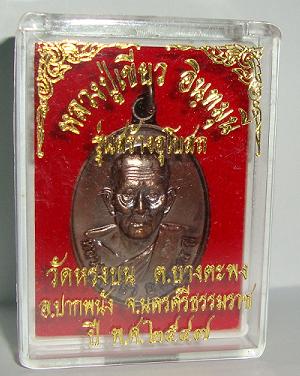 หลวงปู่เขียว อินฺทมุนี
รุ่นสร้างอุโบสถ
วัดหรงบน ต.บางตะพง
อ.ปากพนัง จ.นครศรีธรรมราช
ปี พ.ศ.๒๕๔๗